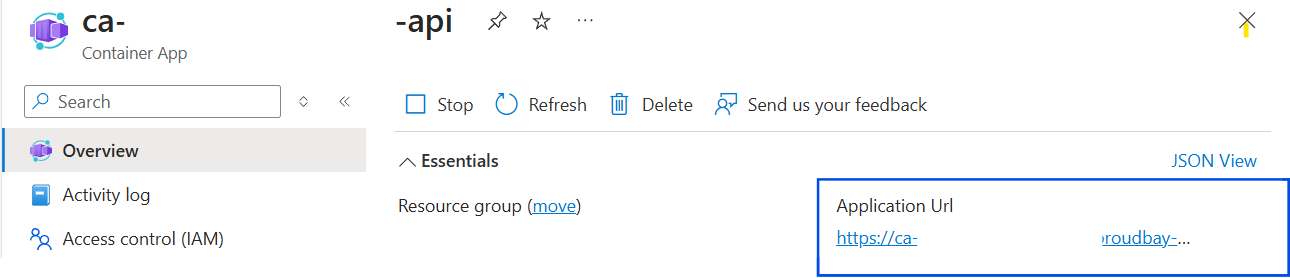 ca- -api
Container App
Search
Stop Refresh Delete Send us your feedback
Overview
Essentials JSON View
Activity log
Resource group (move) Application Url
Access control (IAM) https://ca- roudbay-...